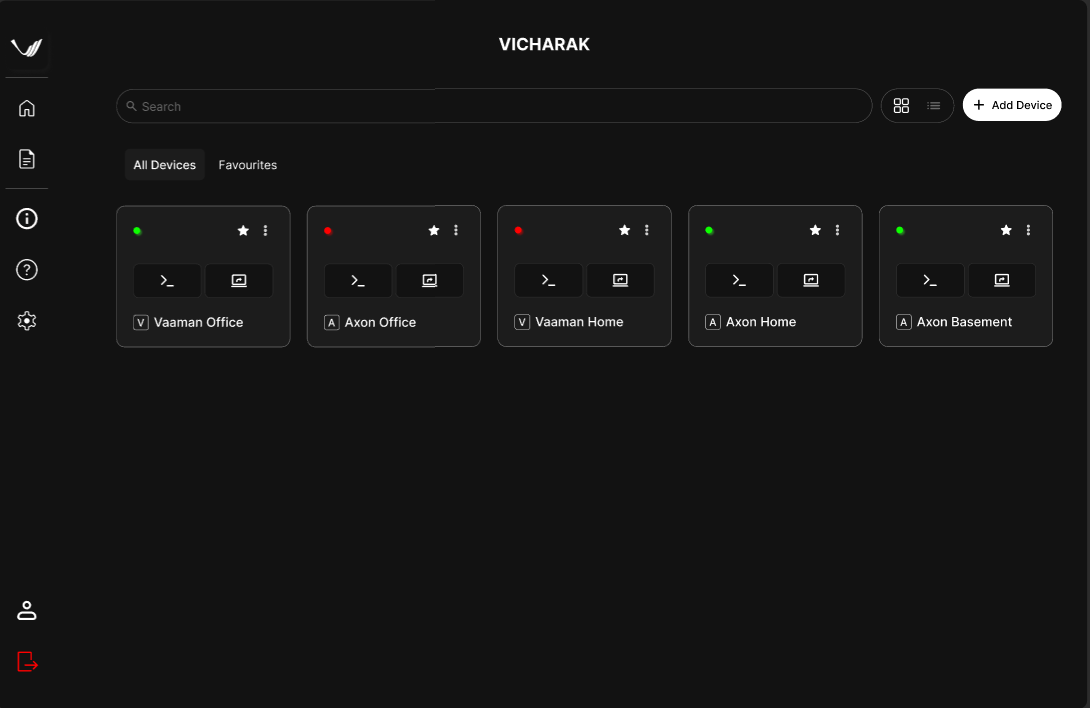 VICHARAK
Search
Add Device
All Devices Favourites
V Vaaman Office
A Axon Office
V Vaaman Home
A Axon Home
A Axon Basement